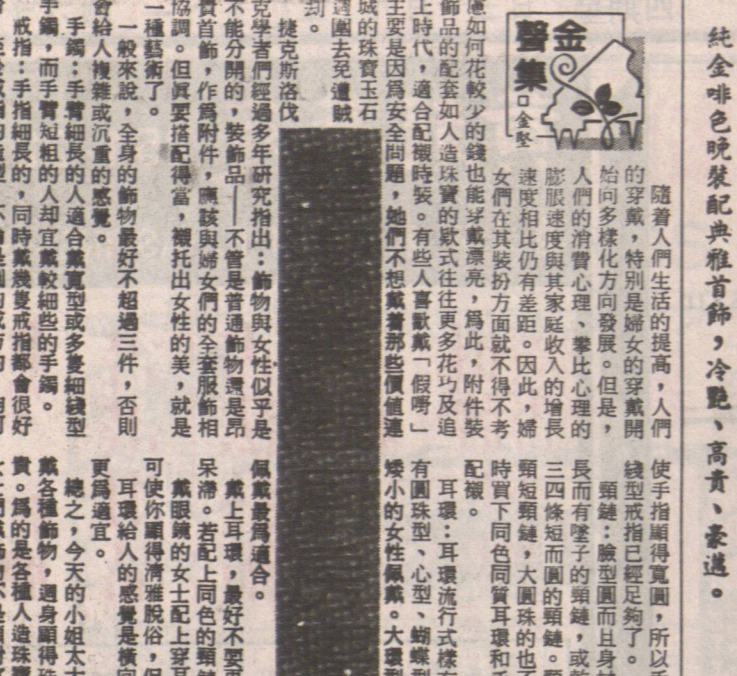 純金啡色晚裝配典雅首飾，冷艷、高貴、豪邁。
金聲集
□金堅
隨着人們生活的提高，人們
的穿戴，特別是婦女的穿戴開
始向多樣化方向發展。但是，
人們的消費心理、攀比心理的
膨脹速度與其家庭收入的增長
速度相比仍有差距。因此，婦
女們在其裝扮方面就不得不考
慮如何花較少的錢也能穿戴漂亮，爲此，附件裝
飾品的配套如人造珠寶的欵式往往更多花巧及追
上時代，適合配襯時裝。有些人喜歡戴「假嘢」
主要是因爲安全問題，她們不想戴着那些價值連
城的珠寶玉石
週圍去免遭賊
刧。
捷克斯洛伐
克學者們經過多年研究指出：飾物與女性似乎是
不能分開的，裝飾品——不管是普通飾物還是昂
貴首飾，作爲附件，應該與婦女們的全套服飾相
協調。但眞要搭配得當，襯托出女性的美，就是
一種藝術了。
一般來說，全身的飾物最好不超過三件，否則
會給人複雜或沉重的感覺。
手鐲：手臂細長的人適合戴寬型或多隻細綫型
手鐲，而手臂短粗的人却宜戴較細些的手鐲。
戒指：手指細長的，同時戴幾隻戒指都會很好
使手指顯得寬圓，所以
綫型戒指已經足夠了。
頸鏈：臉型圓而且身
長而有墜子的頸鏈，或
三四條短而圓的頸鏈。
頸短頸鏈，大圓珠的也
時買下同色同質耳環和
配襯。
耳環：耳環流行式樣
有圓珠型、心型、蝴蝶型
矮小的女性佩戴。大環型
佩戴最爲適合。
戴上耳環，最好不要
呆滯。若配上同色的頸鏈
戴眼鏡的女士配上穿耳
可使你顯得清雅脫俗，但
耳環給人的感覺是橫
更爲適宜。
總之，今天的小姐太太
戴各種飾物，週身顯得珠
貴。爲的是各種人造珠寶